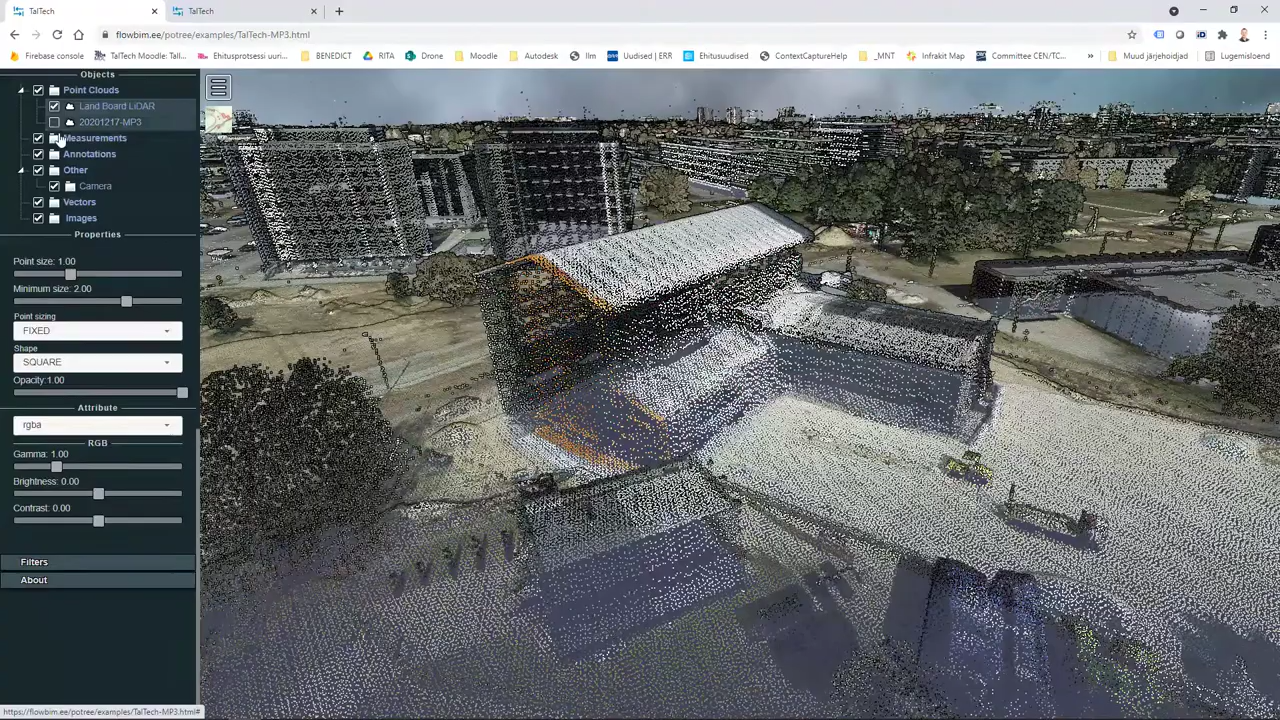 TalTech
TalTech
flowbim.ee/potree/examples/TalTech-MP3.html
Firebase console
TalTech Moodle: Tall...
Ehitusprotsessi uuri...
BENEDICT
RITA
Drone
Moodle
Autodesk
Ilm
Uudised | ERR
Ehitusuudised
ContextCaptureHelp
_MNT
Infrakit Map
Committee CEN/TC...
»
Muud järjehoidjad
Lugemisloend
Objects
Point Clouds
Land Board LiDAR
20201217-MP3
Measurements
Annotations
Other
Camera
Vectors
Images
Properties
Point size: 1.00
Minimum size: 2.00
Point sizing
FIXED
Shape
SQUARE
Opacity:1.00
Attribute
rgba
RGB
Gamma: 1.00
Brightness: 0.00
Contrast: 0.00
Filters
About
https://flowbim.ee/potree/examples/TalTech-MP3.html#